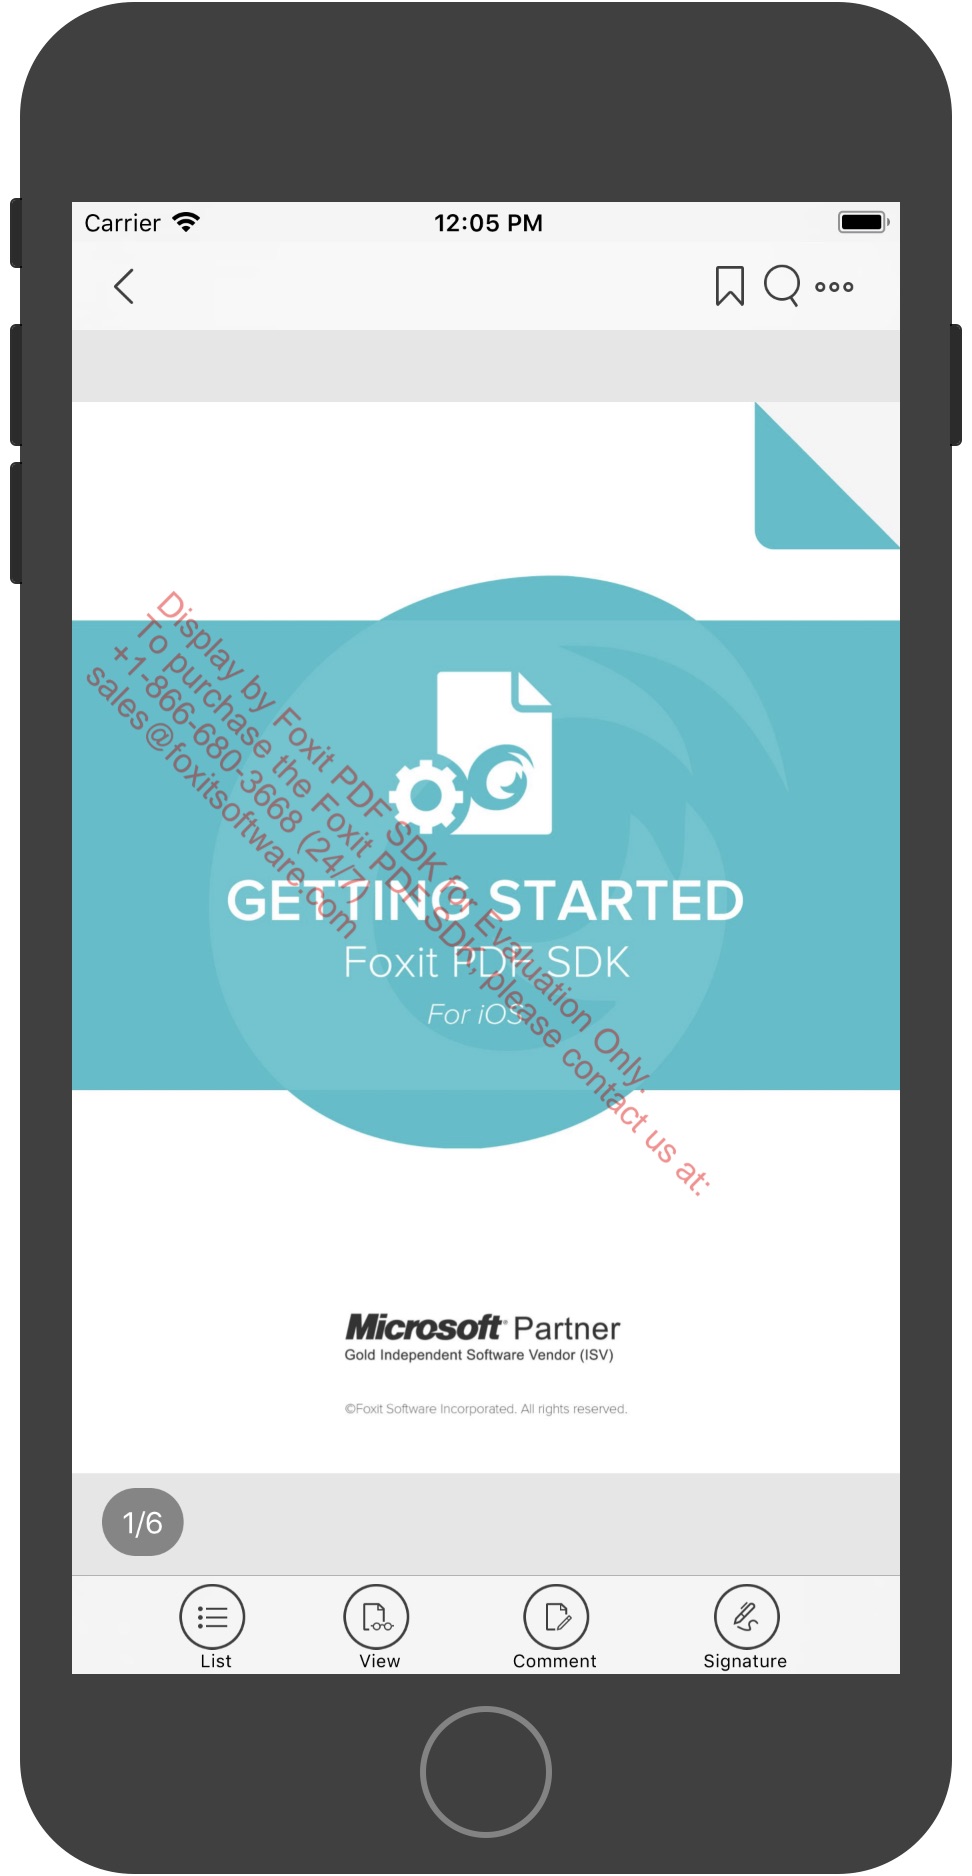 Carrier
12:05 PM
Display by Foxit PDF SDK for Evaluation Only.
To purchase the Foxit PDF SDK, please contact us at:
+1-866-680-3668 (24/7)
sales@foxitsoftware.com
GETTING STARTED
Foxit PDF SDK
For iOS
Microsoft® Partner
Gold Independent Software Vendor (ISV)
©Foxit Software Incorporated. All rights reserved.
1/6
List
View
Comment
Signature